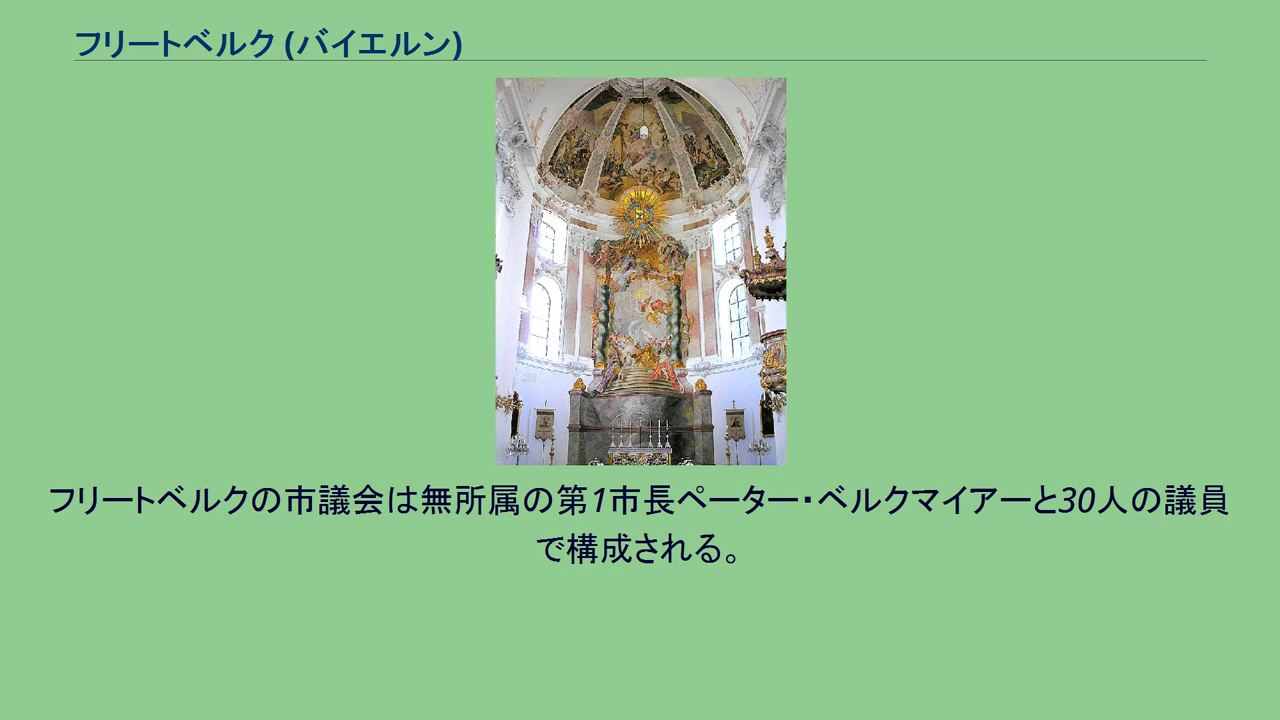 フリートベルク (バイエルン)
フリートベルクの市議会は無所属の第1市長ペーター・ベルクマイアーと30人の議員
で構成される。